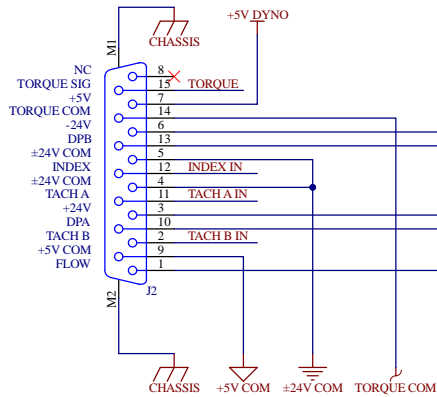 +5V DYNO
M1
CHASSIS
NC 8
TORQUE SIG 15 TORQUE
+5V 7
TORQUE COM 14
-24V 6
DPB 13
±24V COM 5
INDEX 12 INDEX IN
±24V COM 4
TACH A 11 TACH A IN
+24V 3
DPA 10
TACH B 2 TACH B IN
+5V COM 9
FLOW 1
M2
J2
CHASSIS
+5V COM
±24V COM
TORQUE COM